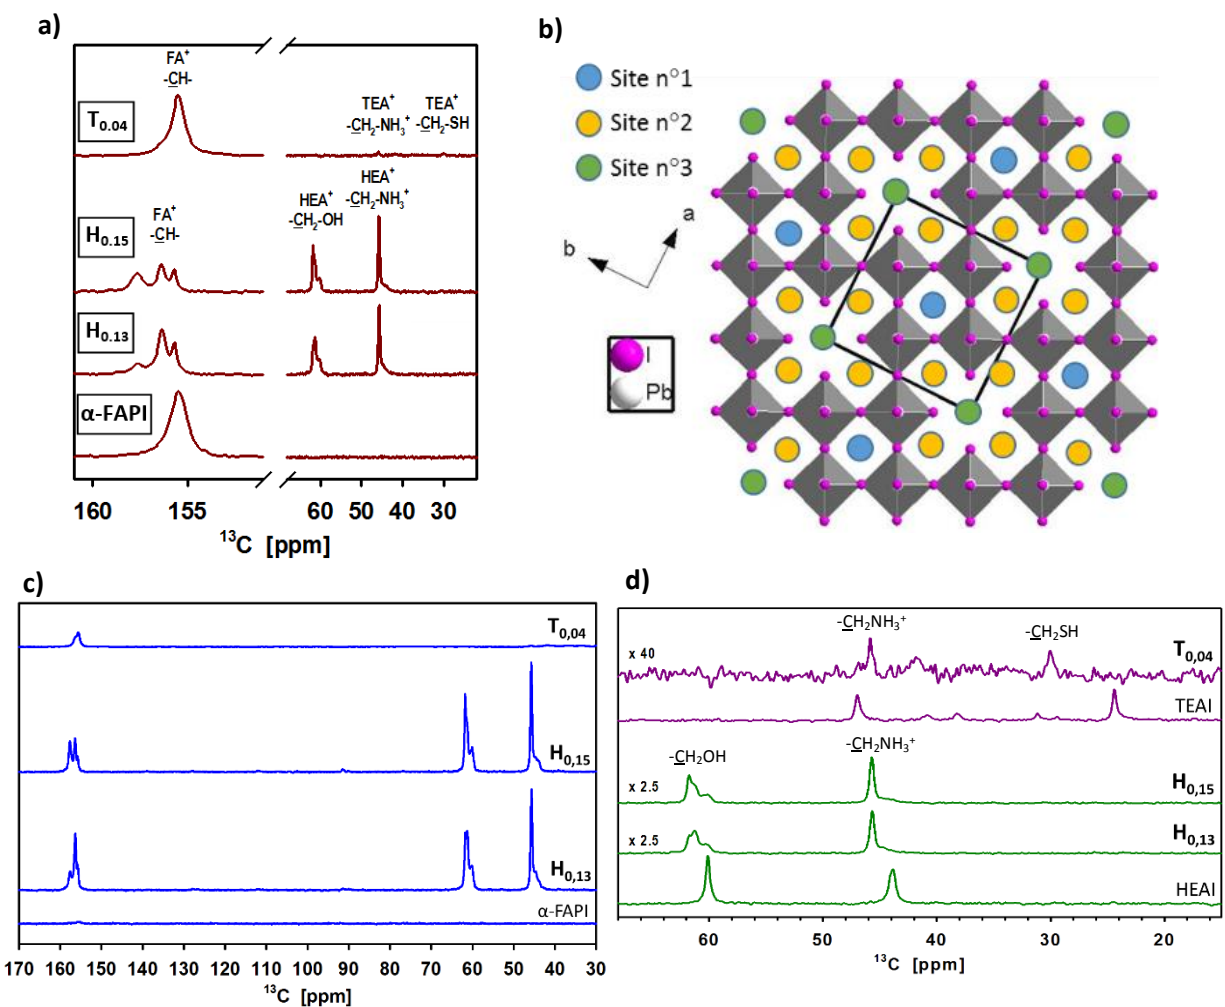 a)
FA⁺
-CH-
T0.04
TEA⁺ TEA⁺
-CH₂-NH₃⁺ -CH₂-SH
H0.15
FA⁺
-CH-
HEA⁺
-CH₂-OH
HEA⁺
-CH₂-NH₃⁺
H0.13
α-FAPI
160 155 60 50 40 30
¹³C [ppm]
b)
Site n°1
Site n°2
Site n°3
a
b
I
Pb
c)
T0,04
H0,15
H0,13
α-FAPI
170 160 150 140 130 120 110 100 90 80 70 60 50 40 30
¹³C [ppm]
d)
-CH₂NH₃⁺
-CH₂SH
x 40
T0,04
TEAI
-CH₂OH
-CH₂NH₃⁺
x 2.5
H0,15
x 2.5
H0,13
HEAI
60 50 40 30 20
¹³C [ppm]